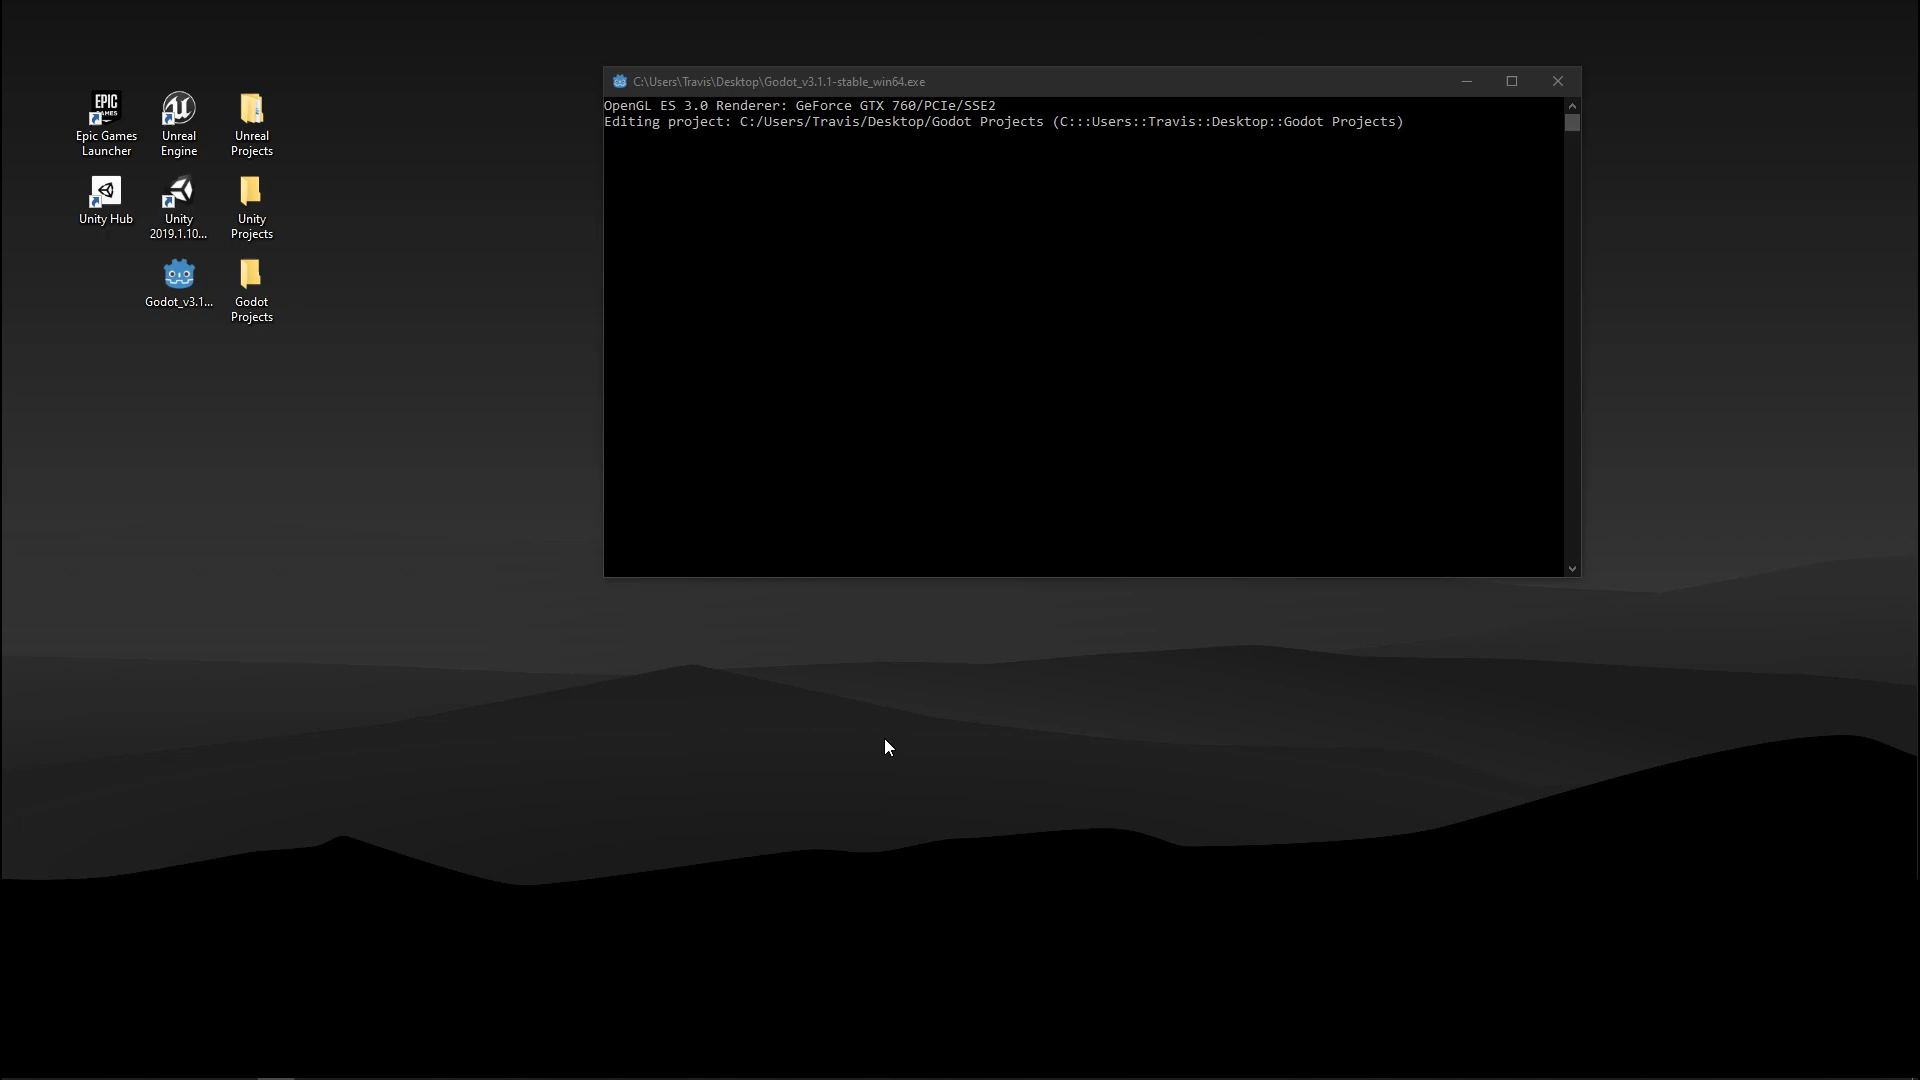 C:\Users\Travis\Desktop\Godot_v3.1.1-stable_win64.exe
OpenGL ES 3.0 Renderer: GeForce GTX 760/PCIe/SSE2
Editing project: C:/Users/Travis/Desktop/Godot Projects (C:::Users::Travis::Desktop::Godot Projects)
EPIC
GAMES
Epic Games
Launcher
Unreal
Engine
Unreal
Projects
Unity Hub
Unity
2019.1.10...
Unity
Projects
Godot_v3.1...
Godot
Projects